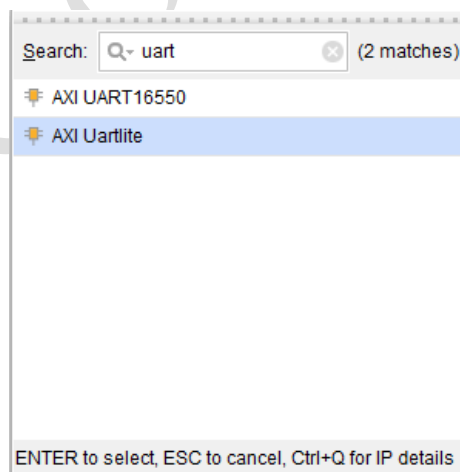 Search: uart (2 matches)
AXI UART16550
AXI Uartlite
ENTER to select, ESC to cancel, Ctrl+Q for IP details